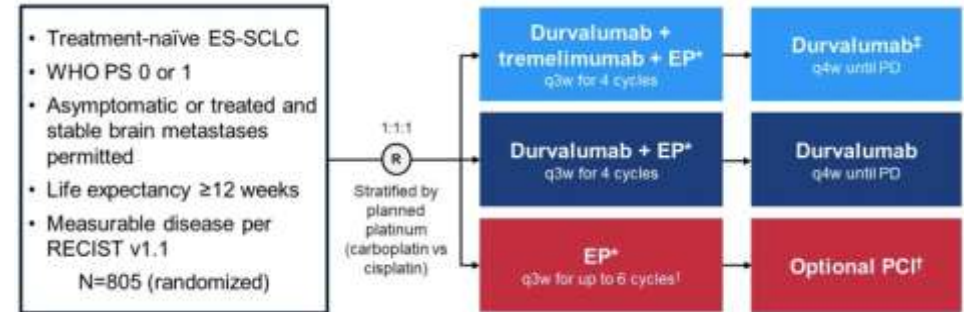 • Treatment-naïve ES-SCLC
• WHO PS 0 or 1
• Asymptomatic or treated and
stable brain metastases
permitted
• Life expectancy ≥12 weeks
• Measurable disease per
RECIST v1.1
N=805 (randomized)
1:1:1
R
Stratified by
planned
platinum
(carboplatin vs
cisplatin)
Durvalumab +
tremelimumab + EP*
q3w for 4 cycles
Durvalumab‡
q4w until PD
Durvalumab + EP*
q3w for 4 cycles
Durvalumab
q4w until PD
EP*
q3w for up to 6 cycles†
Optional PCI†